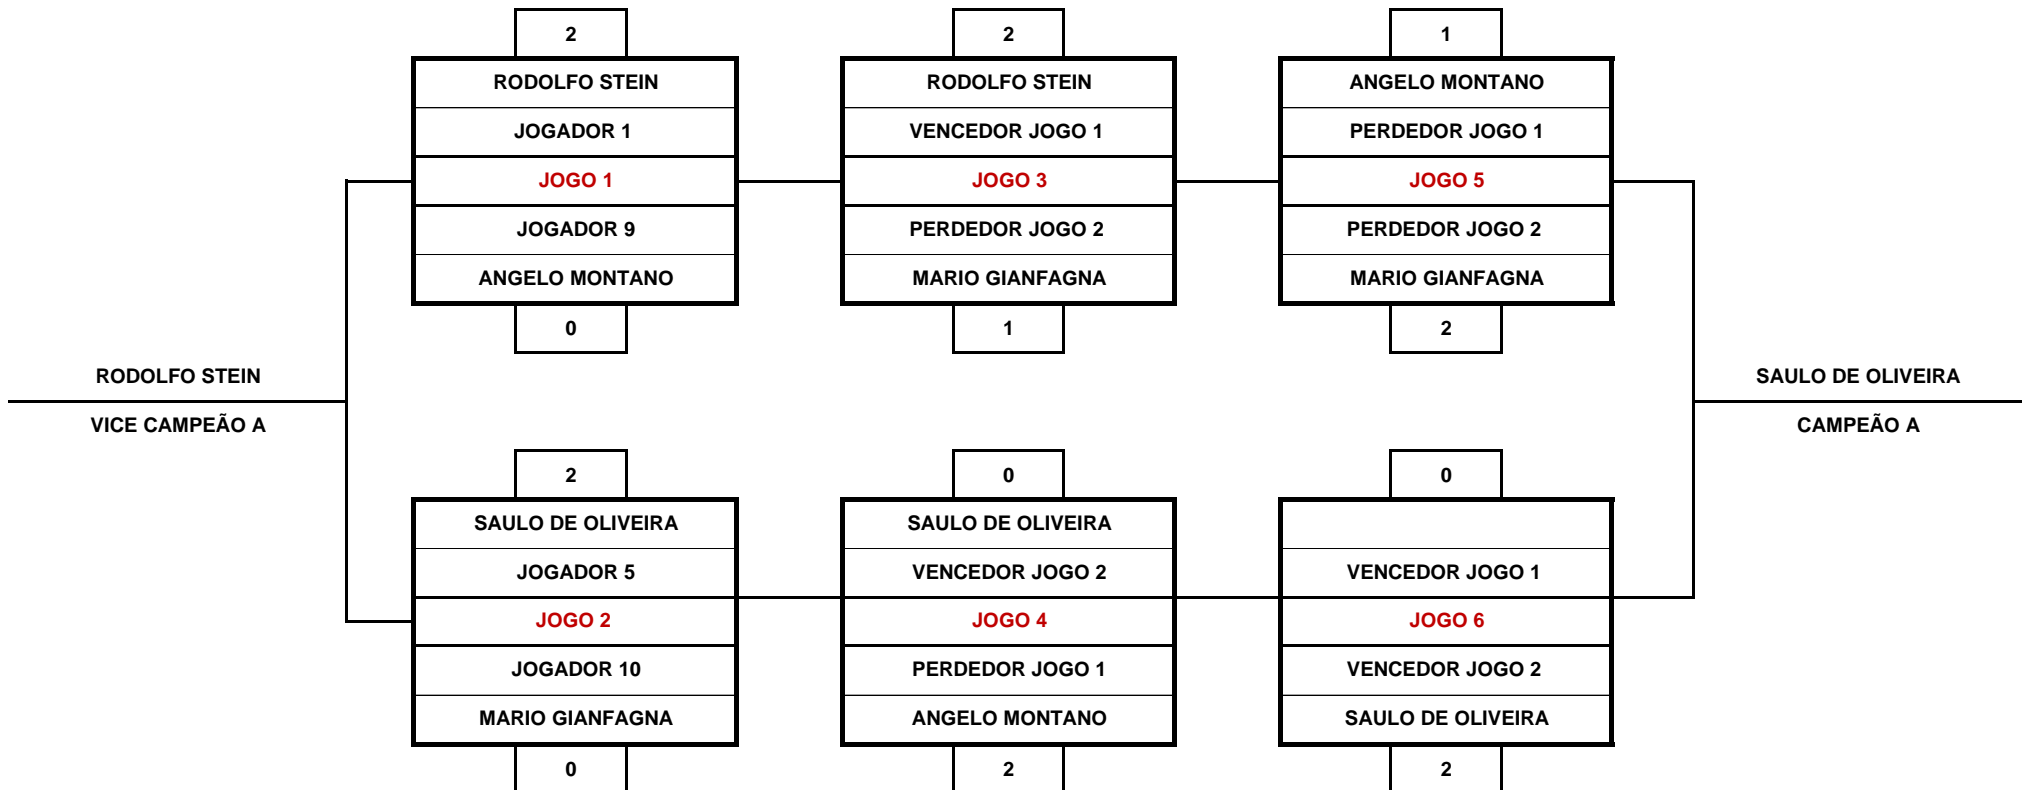 2
2
1
RODOLFO STEIN
RODOLFO STEIN
ANGELO MONTANO
JOGADOR 1
VENCEDOR JOGO 1
PERDEDOR JOGO 1
JOGO 1
JOGO 3
JOGO 5
JOGADOR 9
PERDEDOR JOGO 2
PERDEDOR JOGO 2
ANGELO MONTANO
MARIO GIANFAGNA
MARIO GIANFAGNA
0
1
2
RODOLFO STEIN
SAULO DE OLIVEIRA
VICE CAMPEÃO A
CAMPEÃO A
2
0
0
SAULO DE OLIVEIRA
SAULO DE OLIVEIRA
JOGADOR 5
VENCEDOR JOGO 2
VENCEDOR JOGO 1
JOGO 2
JOGO 4
JOGO 6
JOGADOR 10
PERDEDOR JOGO 1
VENCEDOR JOGO 2
MARIO GIANFAGNA
ANGELO MONTANO
SAULO DE OLIVEIRA
0
2
2